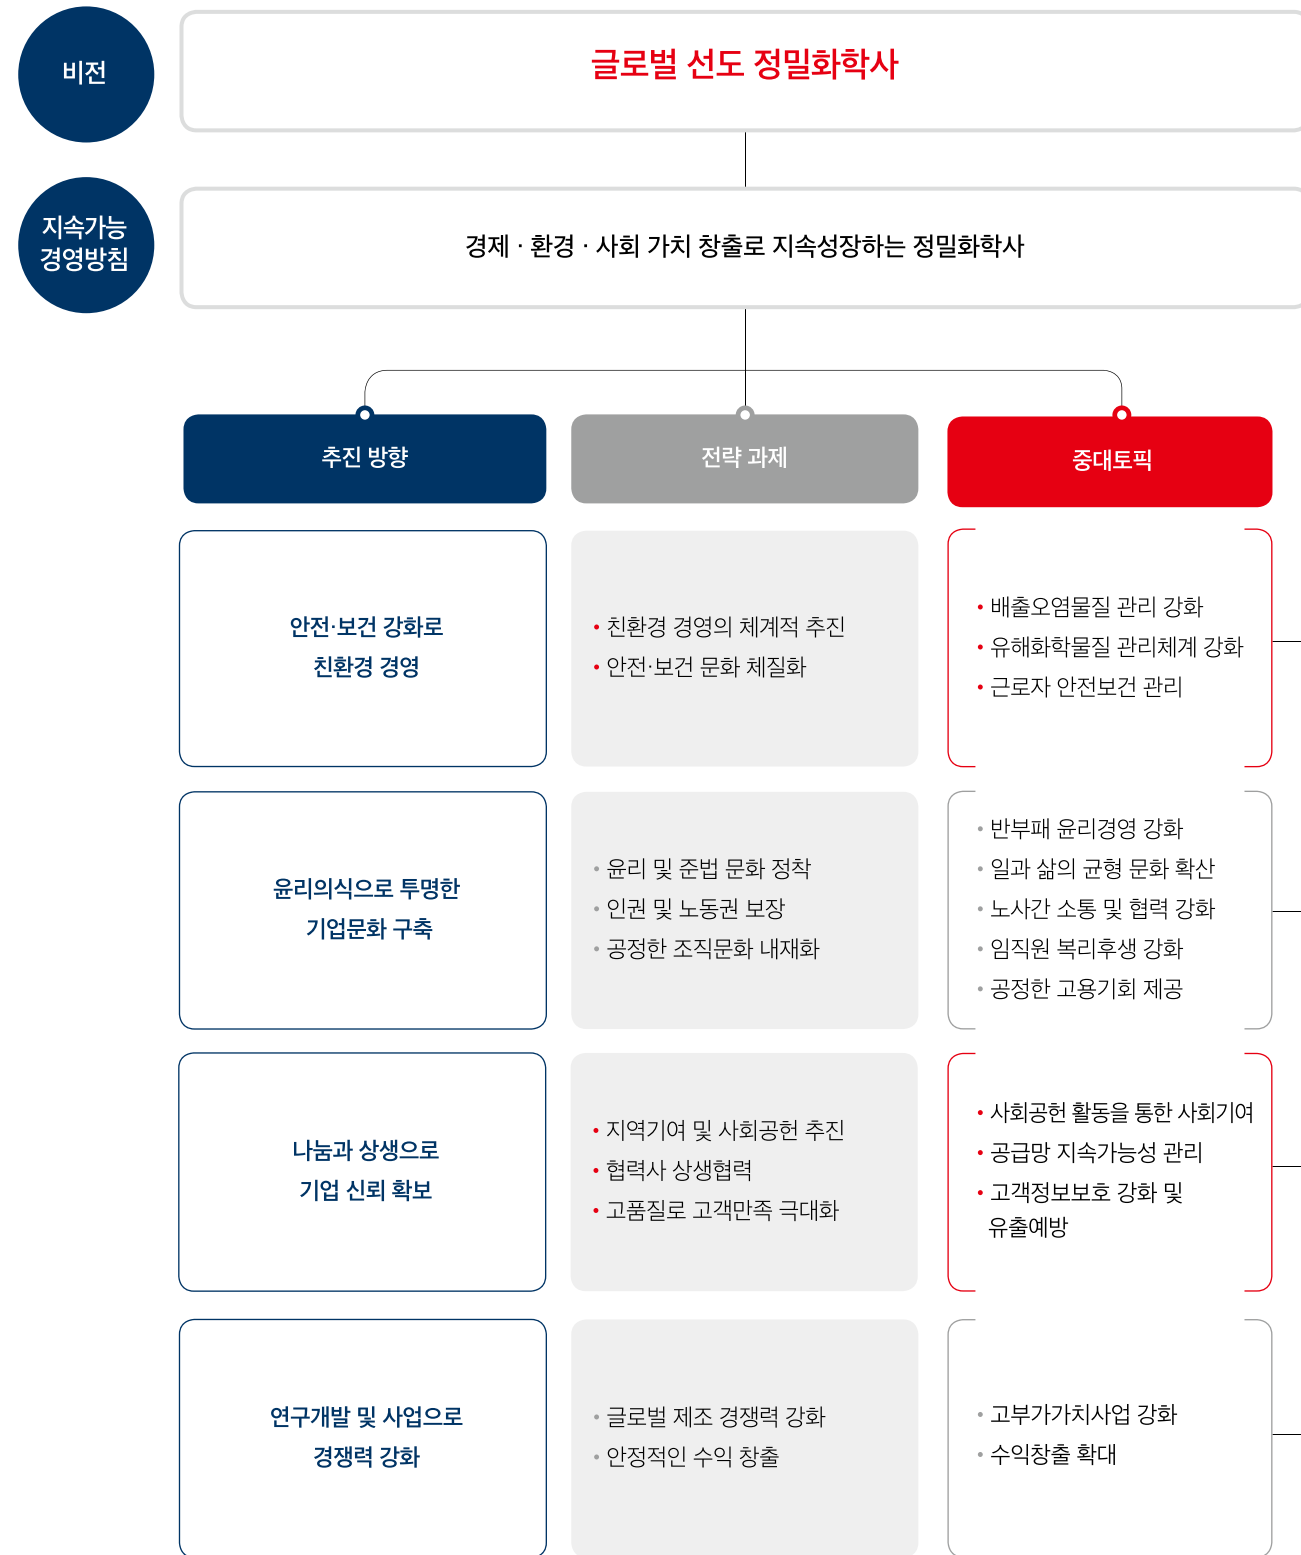 비전
글로벌 선도 정밀화학사
지속가능
경영방침
경제 · 환경 · 사회 가치 창출로 지속성장하는 정밀화학사
추진 방향
전략 과제
중대토픽
안전·보건 강화로
친환경 경영
• 친환경 경영의 체계적 추진
• 안전·보건 문화 체질화
• 배출오염물질 관리 강화
• 유해화학물질 관리체계 강화
• 근로자 안전보건 관리
윤리의식으로 투명한
기업문화 구축
• 윤리 및 준법 문화 정착
• 인권 및 노동권 보장
• 공정한 조직문화 내재화
• 반부패 윤리경영 강화
• 일과 삶의 균형 문화 확산
• 노사간 소통 및 협력 강화
• 임직원 복리후생 강화
• 공정한 고용기회 제공
나눔과 상생으로
기업 신뢰 확보
• 지역기여 및 사회공헌 추진
• 협력사 상생협력
• 고품질로 고객만족 극대화
• 사회공헌 활동을 통한 사회기여
• 공급망 지속가능성 관리
• 고객정보보호 강화 및
유출예방
연구개발 및 사업으로
경쟁력 강화
• 글로벌 제조 경쟁력 강화
• 안정적인 수익 창출
• 고부가가치사업 강화
• 수익창출 확대